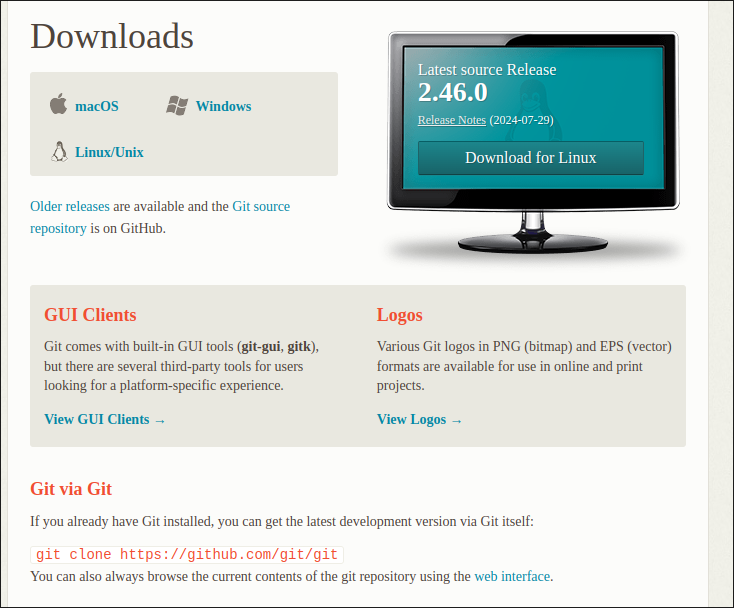 Downloads
macOS
Windows
Linux/Unix
Older releases are available and the Git source
repository is on GitHub.
Latest source Release
2.46.0
Release Notes (2024-07-29)
Download for Linux
GUI Clients
Git comes with built-in GUI tools (git-gui, gitk),
but there are several third-party tools for users
looking for a platform-specific experience.
View GUI Clients →
Logos
Various Git logos in PNG (bitmap) and EPS (vector)
formats are available for use in online and print
projects.
View Logos →
Git via Git
If you already have Git installed, you can get the latest development version via Git itself:
git clone https://github.com/git/git
You can also always browse the current contents of the git repository using the web interface.